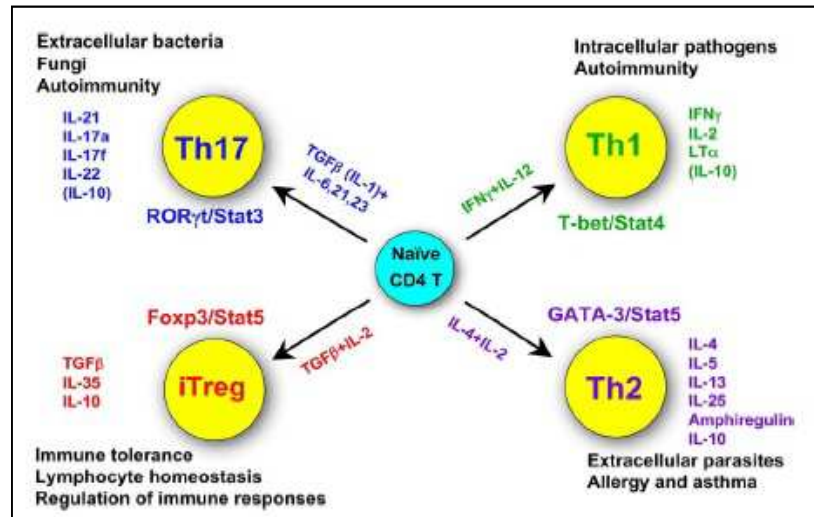 Extracellular bacteria
Fungi
Autoimmunity
IL-21
IL-17a
IL-17f
IL-22
(IL-10)
Th17
RORγt/Stat3
TGFβ (IL-1)+
IL-6,21,23
Intracellular pathogens
Autoimmunity
Th1
IFNγ
IL-2
LTα
(IL-10)
T-bet/Stat4
IFNγ+IL-12
Naïve
CD4 T
Foxp3/Stat5
TGFβ+IL-2
TGFβ
IL-35
IL-10
iTreg
Immune tolerance
Lymphocyte homeostasis
Regulation of immune responses
GATA-3/Stat5
IL-4+IL-2
Th2
IL-4
IL-5
IL-13
IL-25
Amphiregulin
IL-10
Extracellular parasites
Allergy and asthma